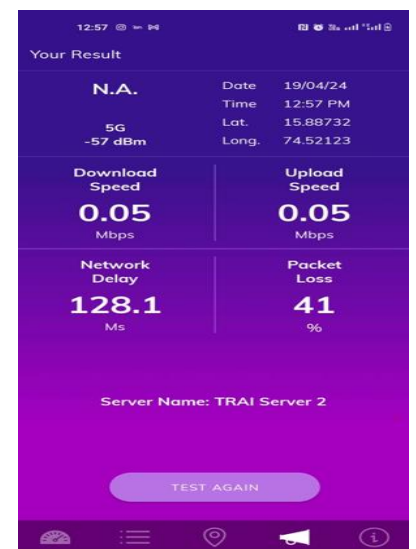 12:57
Your Result
N.A.
5G
-57 dBm
Date 19/04/24
Time 12:57 PM
Lat. 15.88732
Long. 74.52123
Download
Speed
0.05
Mbps
Upload
Speed
0.05
Mbps
Network
Delay
128.1
Ms
Packet
Loss
41
%
Server Name: TRAI Server 2
TEST AGAIN